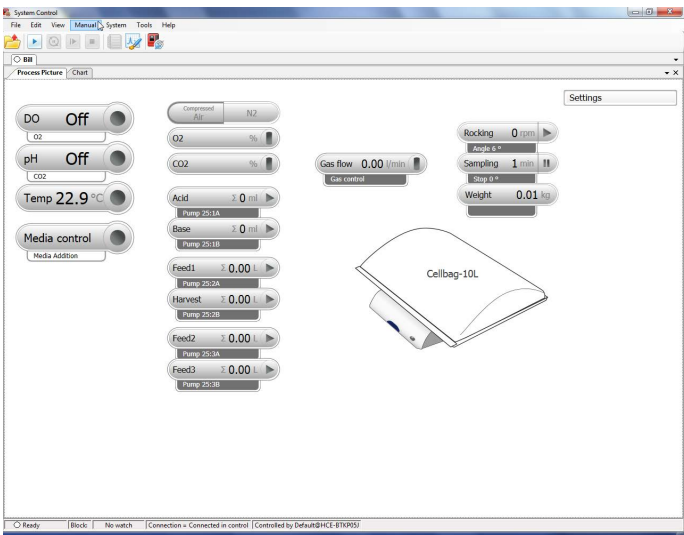 System Control
File Edit View Manual System Tools Help
Bill
Process Picture Chart
Settings
DO Off
O2
pH Off
CO2
Temp 22.9 °C
Media control
Media Addition
Compressed
Air N2
O2 %
CO2 %
Acid Σ 0 ml
Pump 25:1A
Base Σ 0 ml
Pump 25:1B
Feed1 Σ 0.00 L
Pump 25:2A
Harvest Σ 0.00 L
Pump 25:2B
Feed2 Σ 0.00 L
Pump 25:3A
Feed3 Σ 0.00 L
Pump 25:3B
Gas flow 0.00 l/min
Gas control
Rocking 0 rpm
Angle 6 °
Sampling 1 min
Stop 0 °
Weight 0.01 kg
Cellbag-10L
Ready Block: No watch Connection = Connected in control Controlled by Default@HCE-BTKP05J